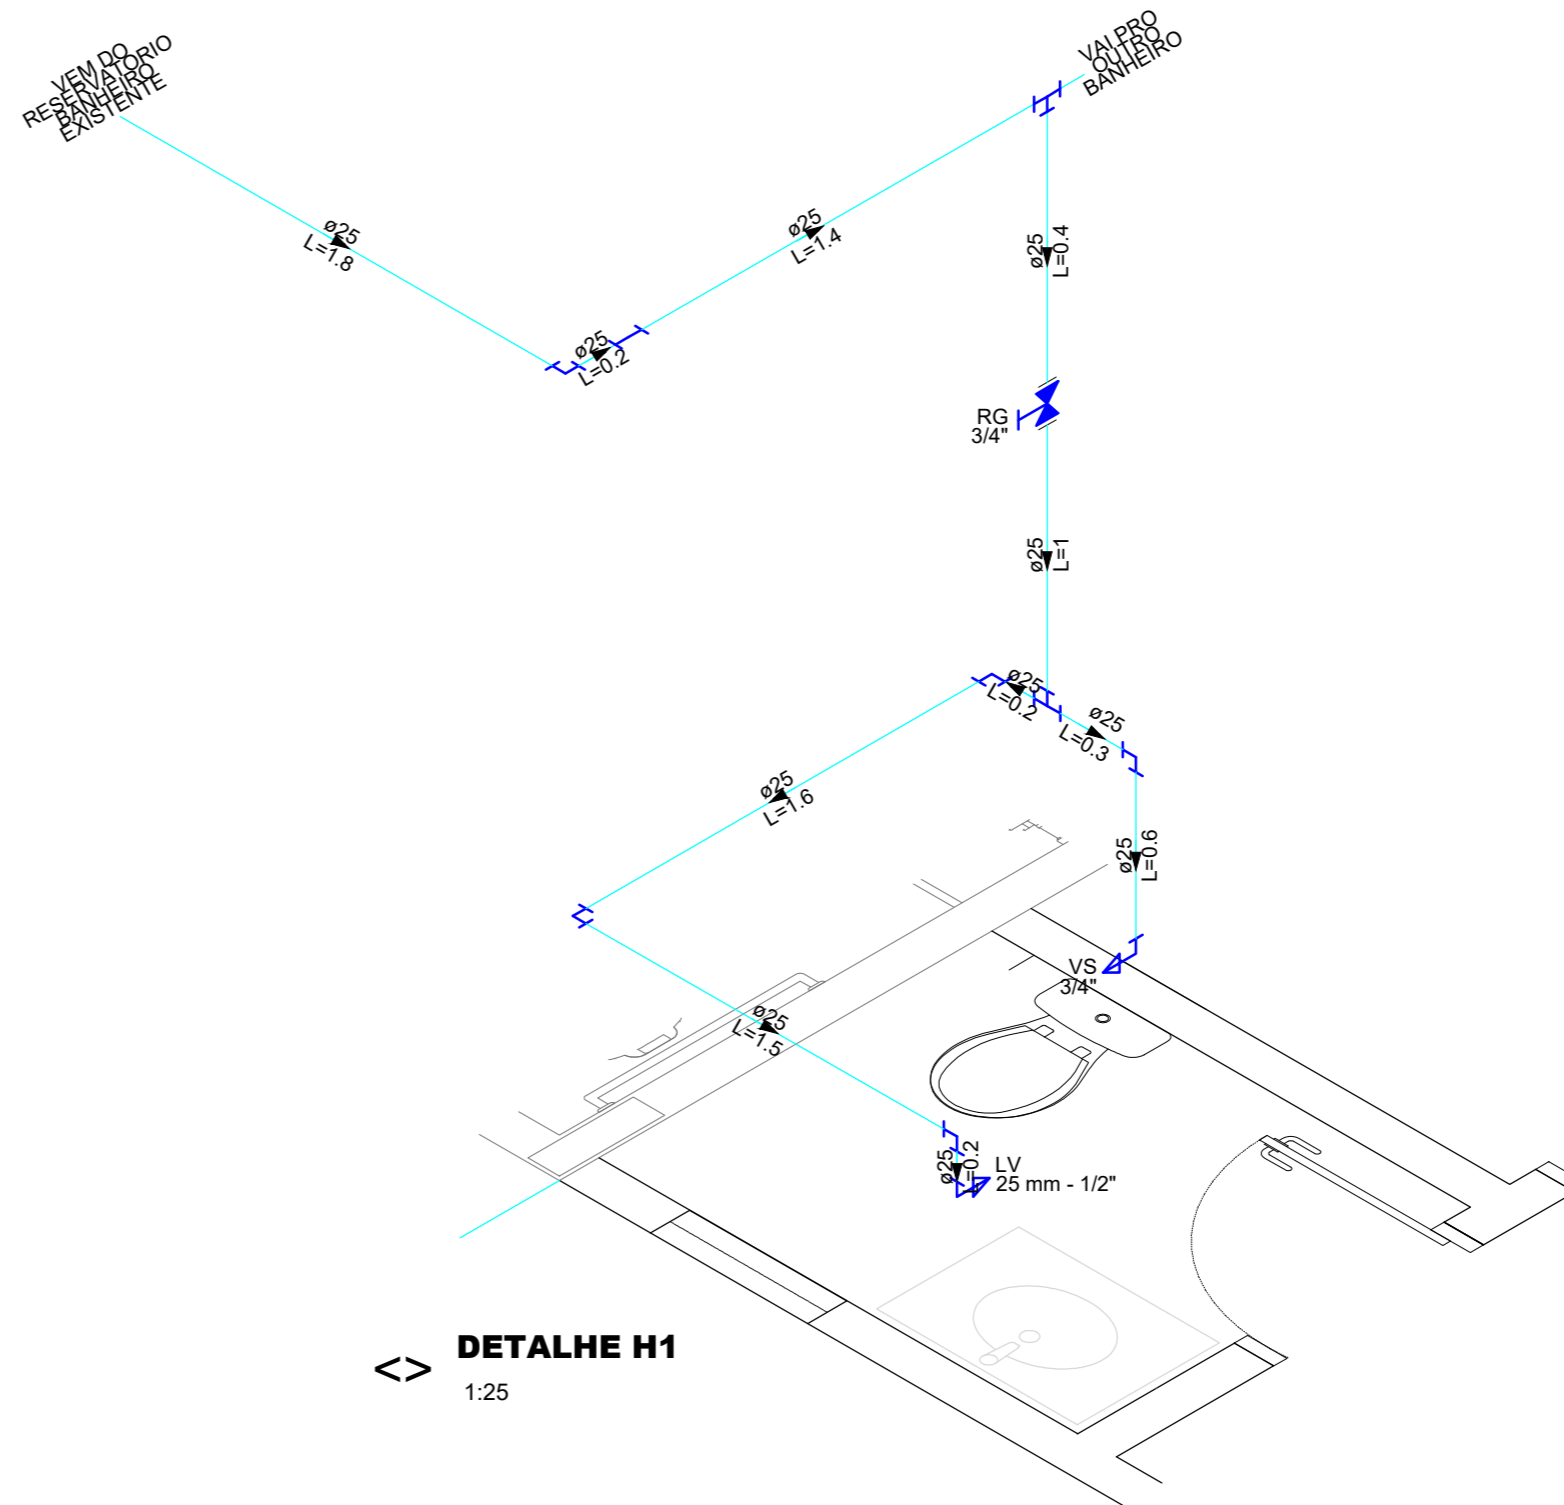 VEM DO
RESERVATÓRIO
BANHEIRO
EXISTENTE
VAI PRO
OUTRO
BANHEIRO
ø25
L=1.8
ø25
L=0.2
ø25
L=1.4
ø25
L=0.4
RG
3/4"
ø25
L=1
ø25
L=0.2
ø25
L=0.3
ø25
L=1.6
ø25
L=0.6
VS
3/4"
ø25
L=1.5
ø25
L=0.2
LV
25 mm - 1/2"
<> DETALHE H1
1:25